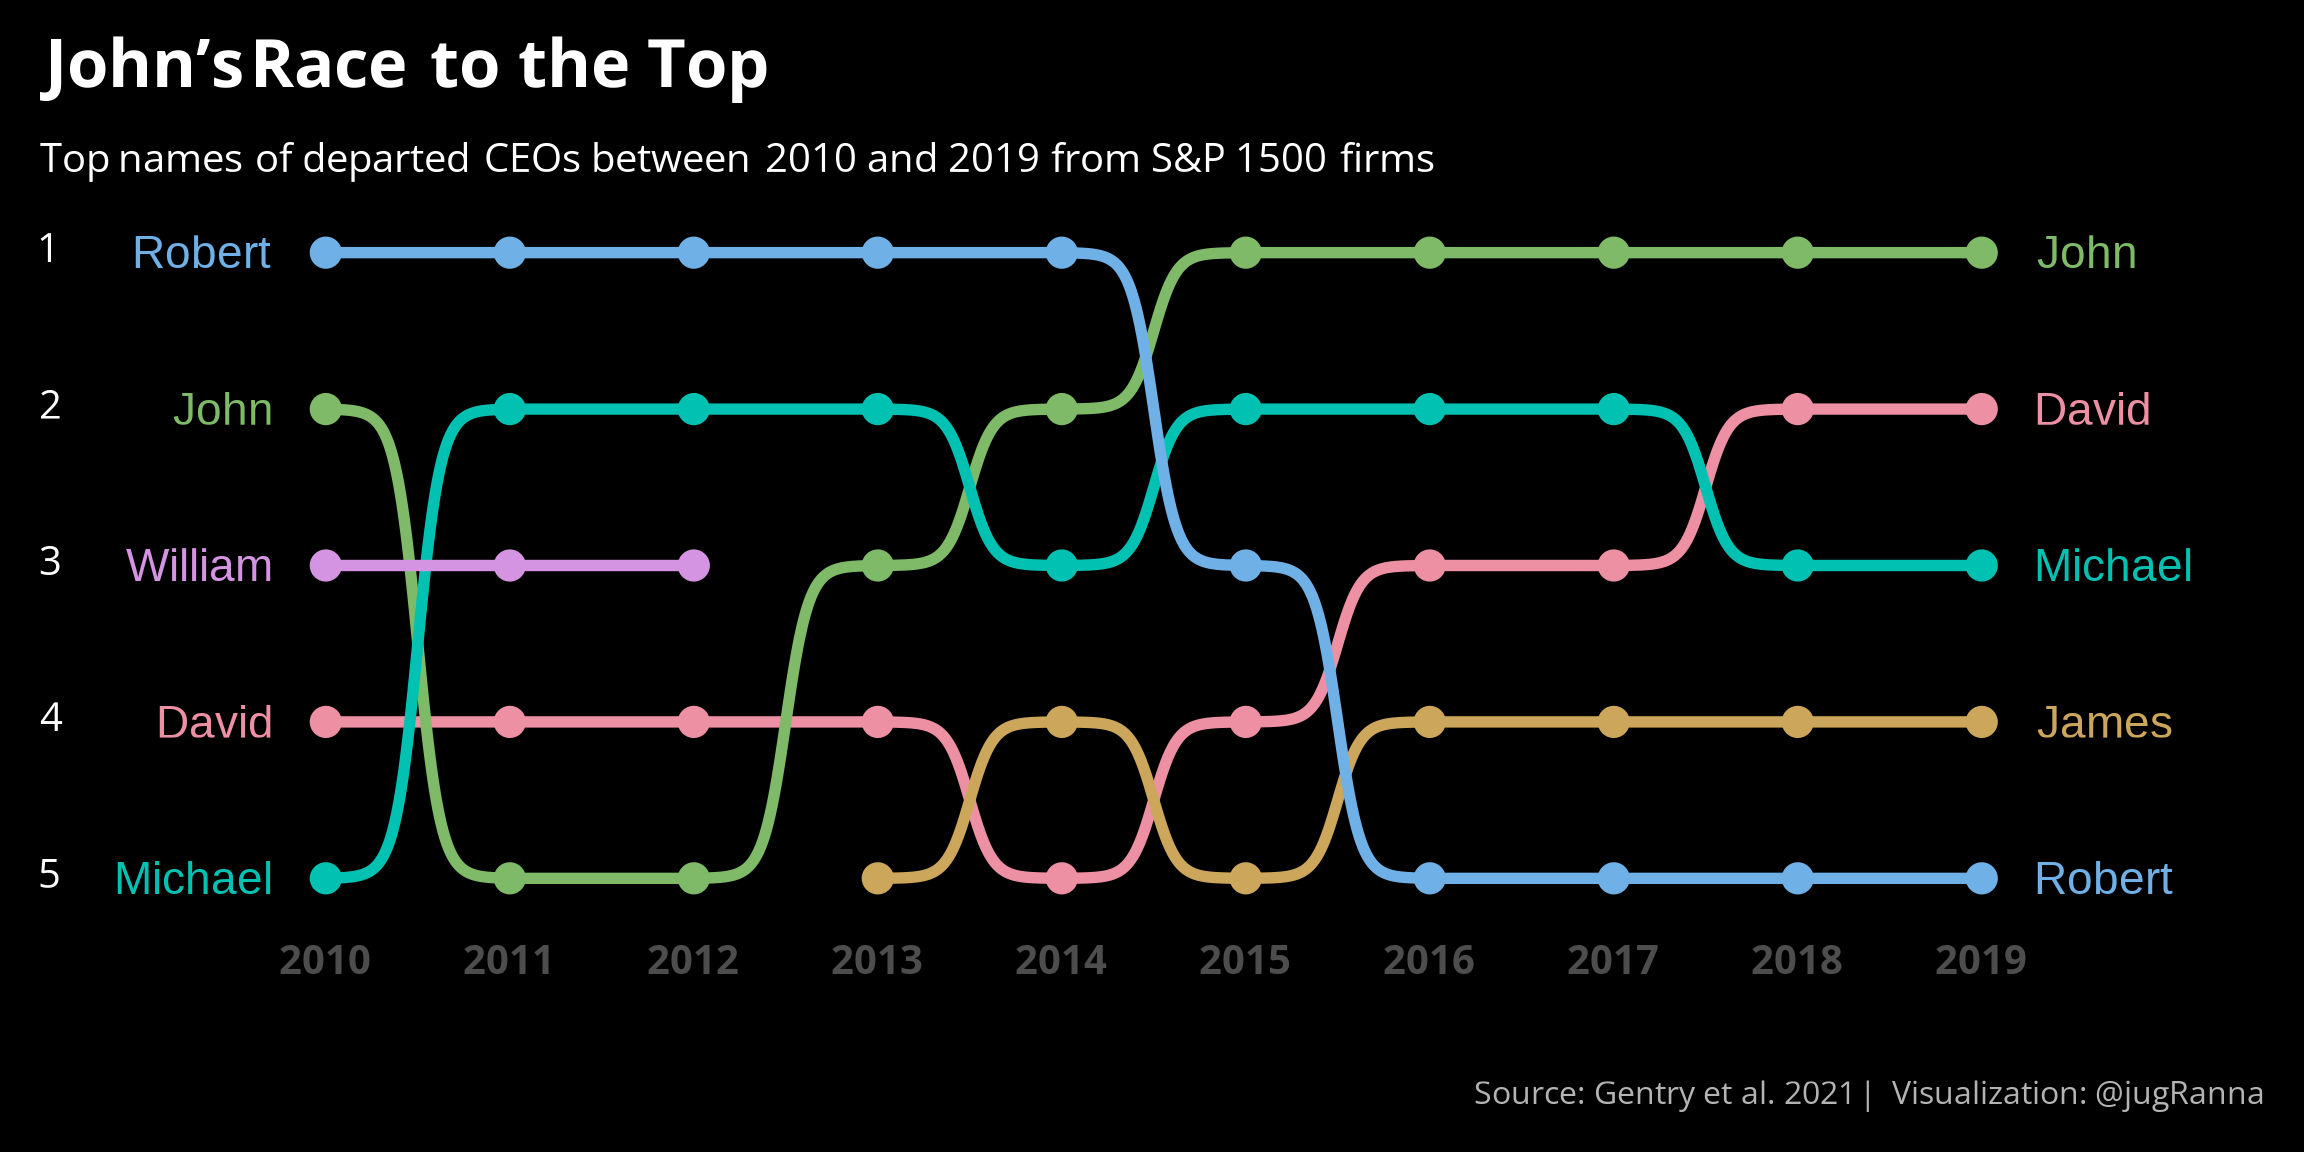 John’s Race to the Top
Top names of departed CEOs between 2010 and 2019 from S&P 1500 firms
1 Robert John
2 John David
3 William Michael
4 David James
5 Michael Robert
2010 2011 2012 2013 2014 2015 2016 2017 2018 2019
Source: Gentry et al. 2021 | Visualization: @jugRanna